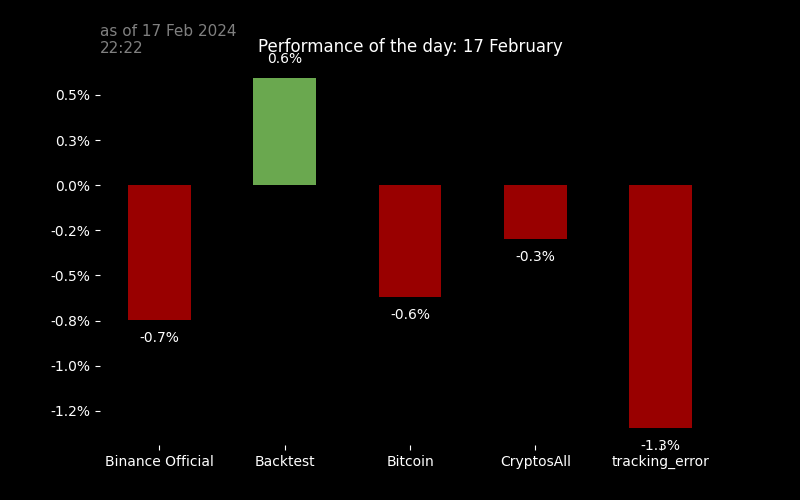 as of 17 Feb 2024
22:22
Performance of the day: 17 February
0.6%
0.5%
0.3%
0.0%
-0.2%
-0.5%
-0.8%
-1.0%
-1.2%
-0.7%
-0.6%
-0.3%
-1.3%
Binance Official
Backtest
Bitcoin
CryptosAll
tracking_error